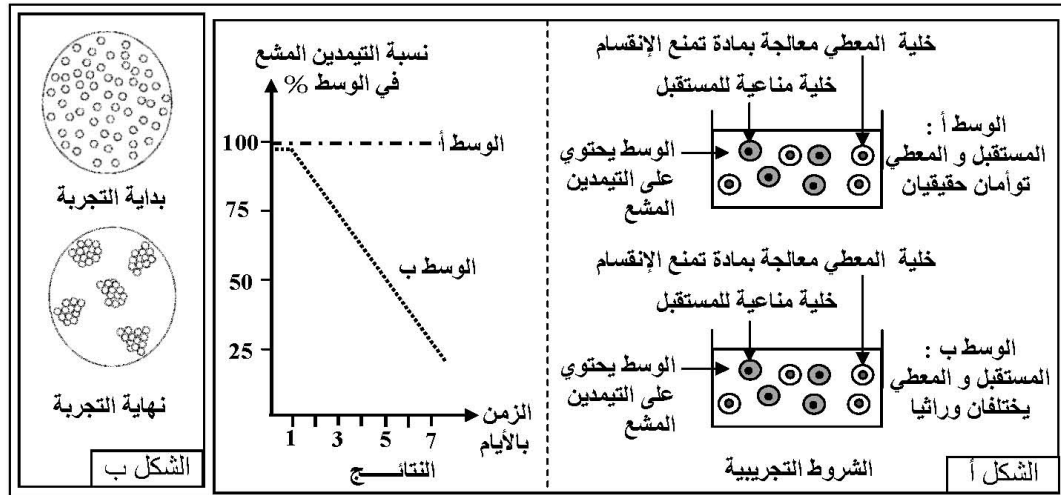 خلية المعطي معالجة بمادة تمنع الإنقسام
خلية مناعية للمستقبل
الوسط أ :
المستقبل و المعطي
توأمان حقيقيان
الوسط يحتوي
على التيمدين
المشع
خلية المعطي معالجة بمادة تمنع الإنقسام
خلية مناعية للمستقبل
الوسط ب :
المستقبل و المعطي
يختلفان وراثيا
الوسط يحتوي
على التيمدين
المشع
الشروط التجريبية
الشكل أ
نسبة التيمدين المشع
في الوسط %
100
75
50
25
الوسط أ
الوسط ب
1 3 5 7
الزمن
بالأيام
النتائــــج
بداية التجربة
نهاية التجربة
الشكل ب